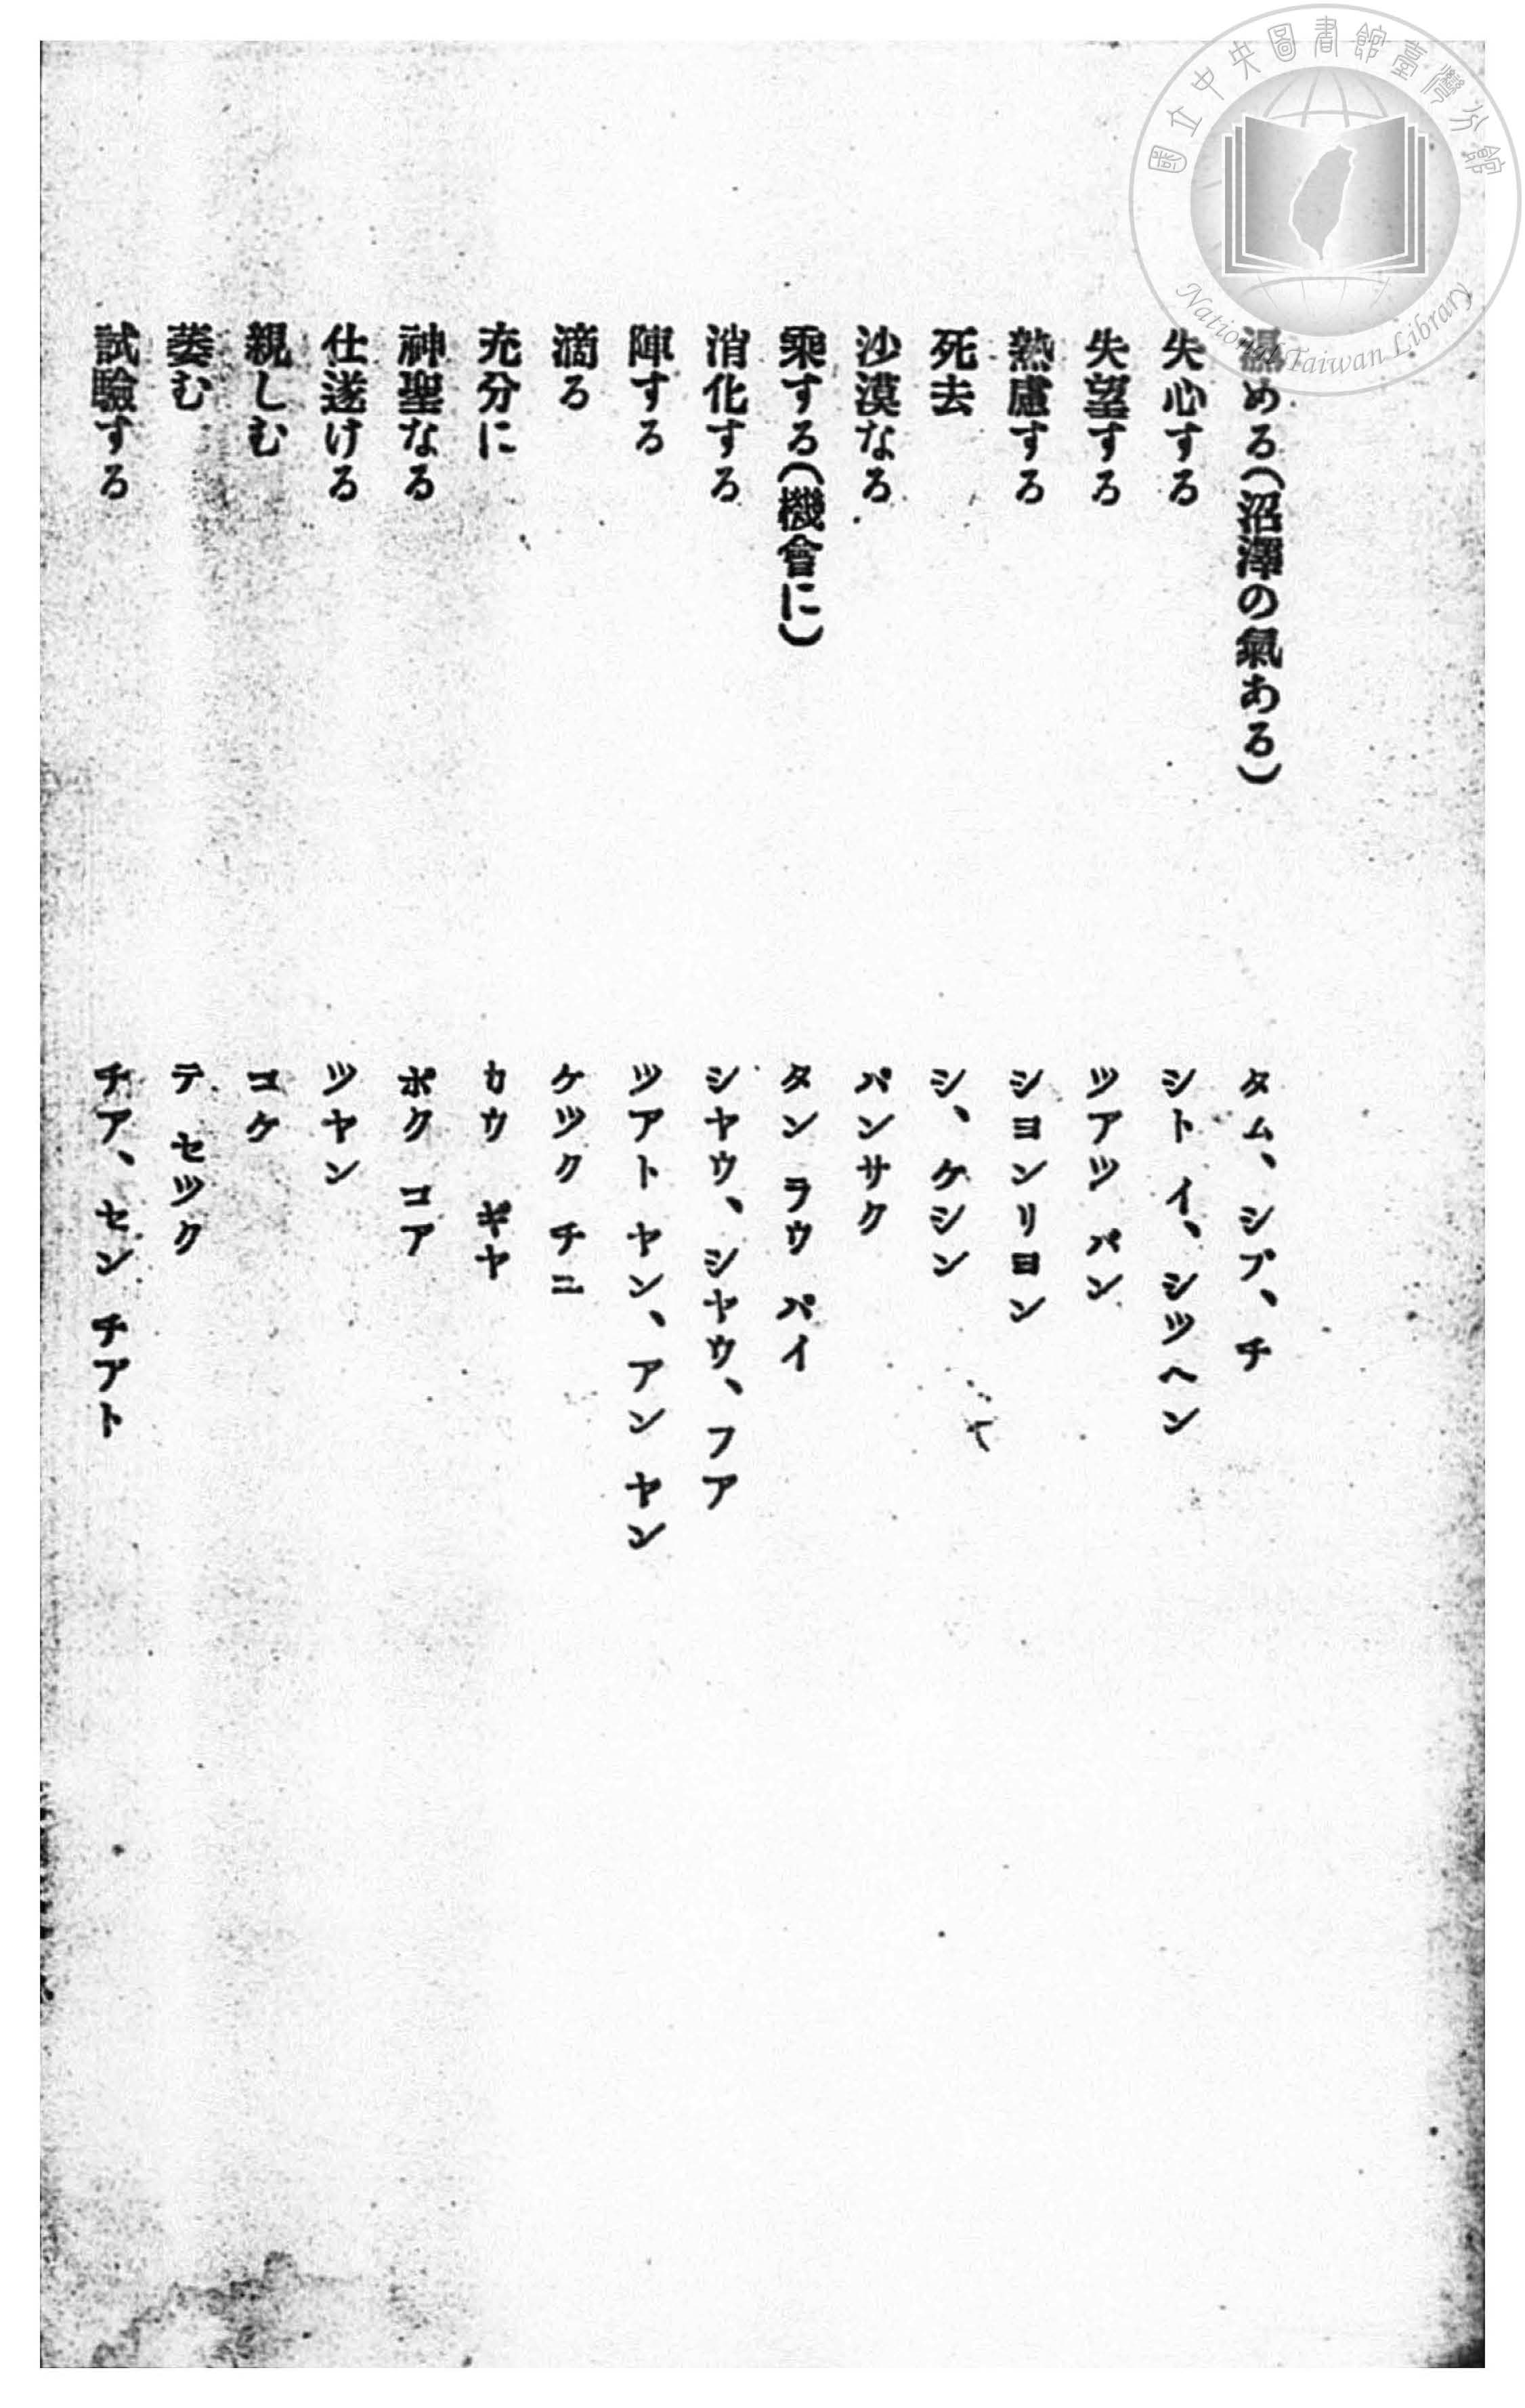 國立中央圖書館臺灣分館
National Taiwan Library
濕める(沼澤の氣ある)
タム、シプ、チ
失心する
シト イ、シツヘン
失望する
ツアツ パン
熟慮する
シヨンリヨン
死去
シ、ケシン
沙漠なる
パンサク
乘する(機會に)
タン ラウ パイ
消化する
シヤウ、シヤウ、フア
陣する
ツアト ヤン、アン ヤン
滴る
ケツク チニ
充分に
カウ ギヤ
神聖なる
ポク コア
仕遂ける
ツヤン
親しむ
コケ
萎む
テ セツク
試驗する
チア、セン チアト